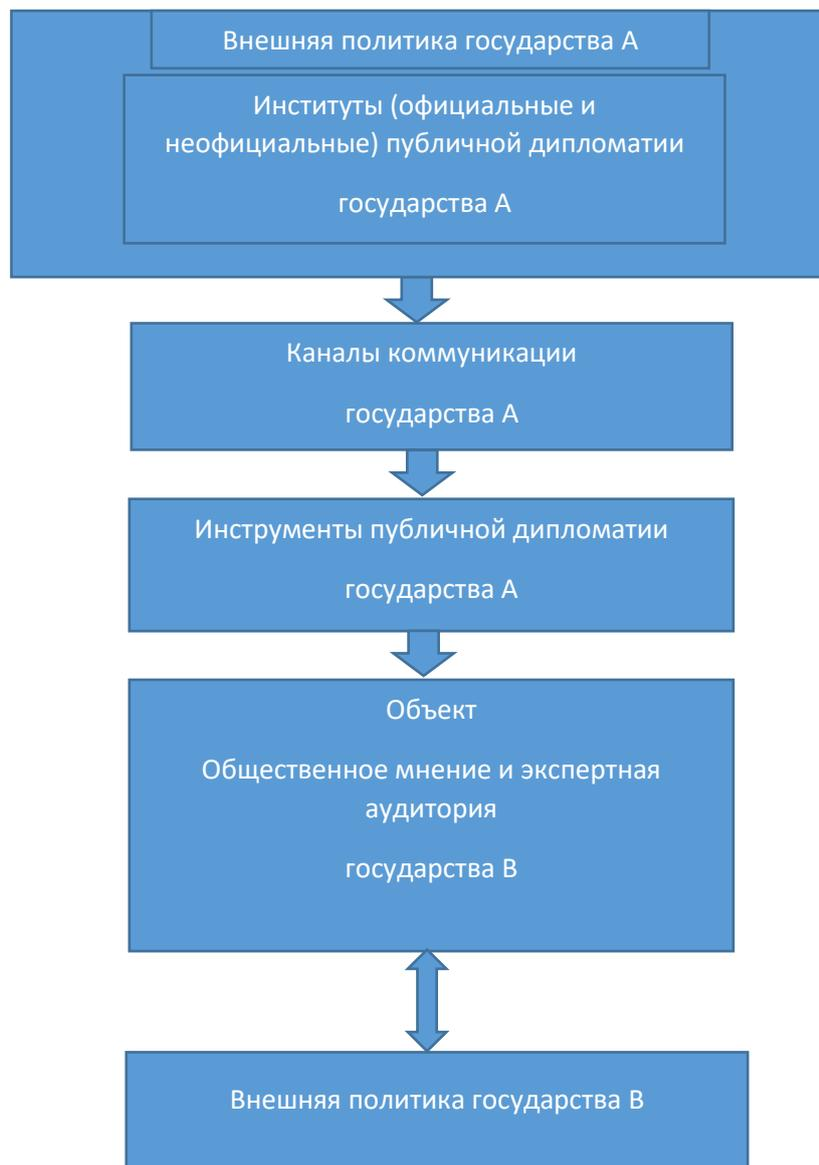 Внешняя политика государства А
Институты (официальные и
неофициальные) публичной дипломатии
государства А
Каналы коммуникации
государства А
Инструменты публичной дипломатии
государства А
Объект
Общественное мнение и экспертная
аудитория
государства В
Внешняя политика государства В